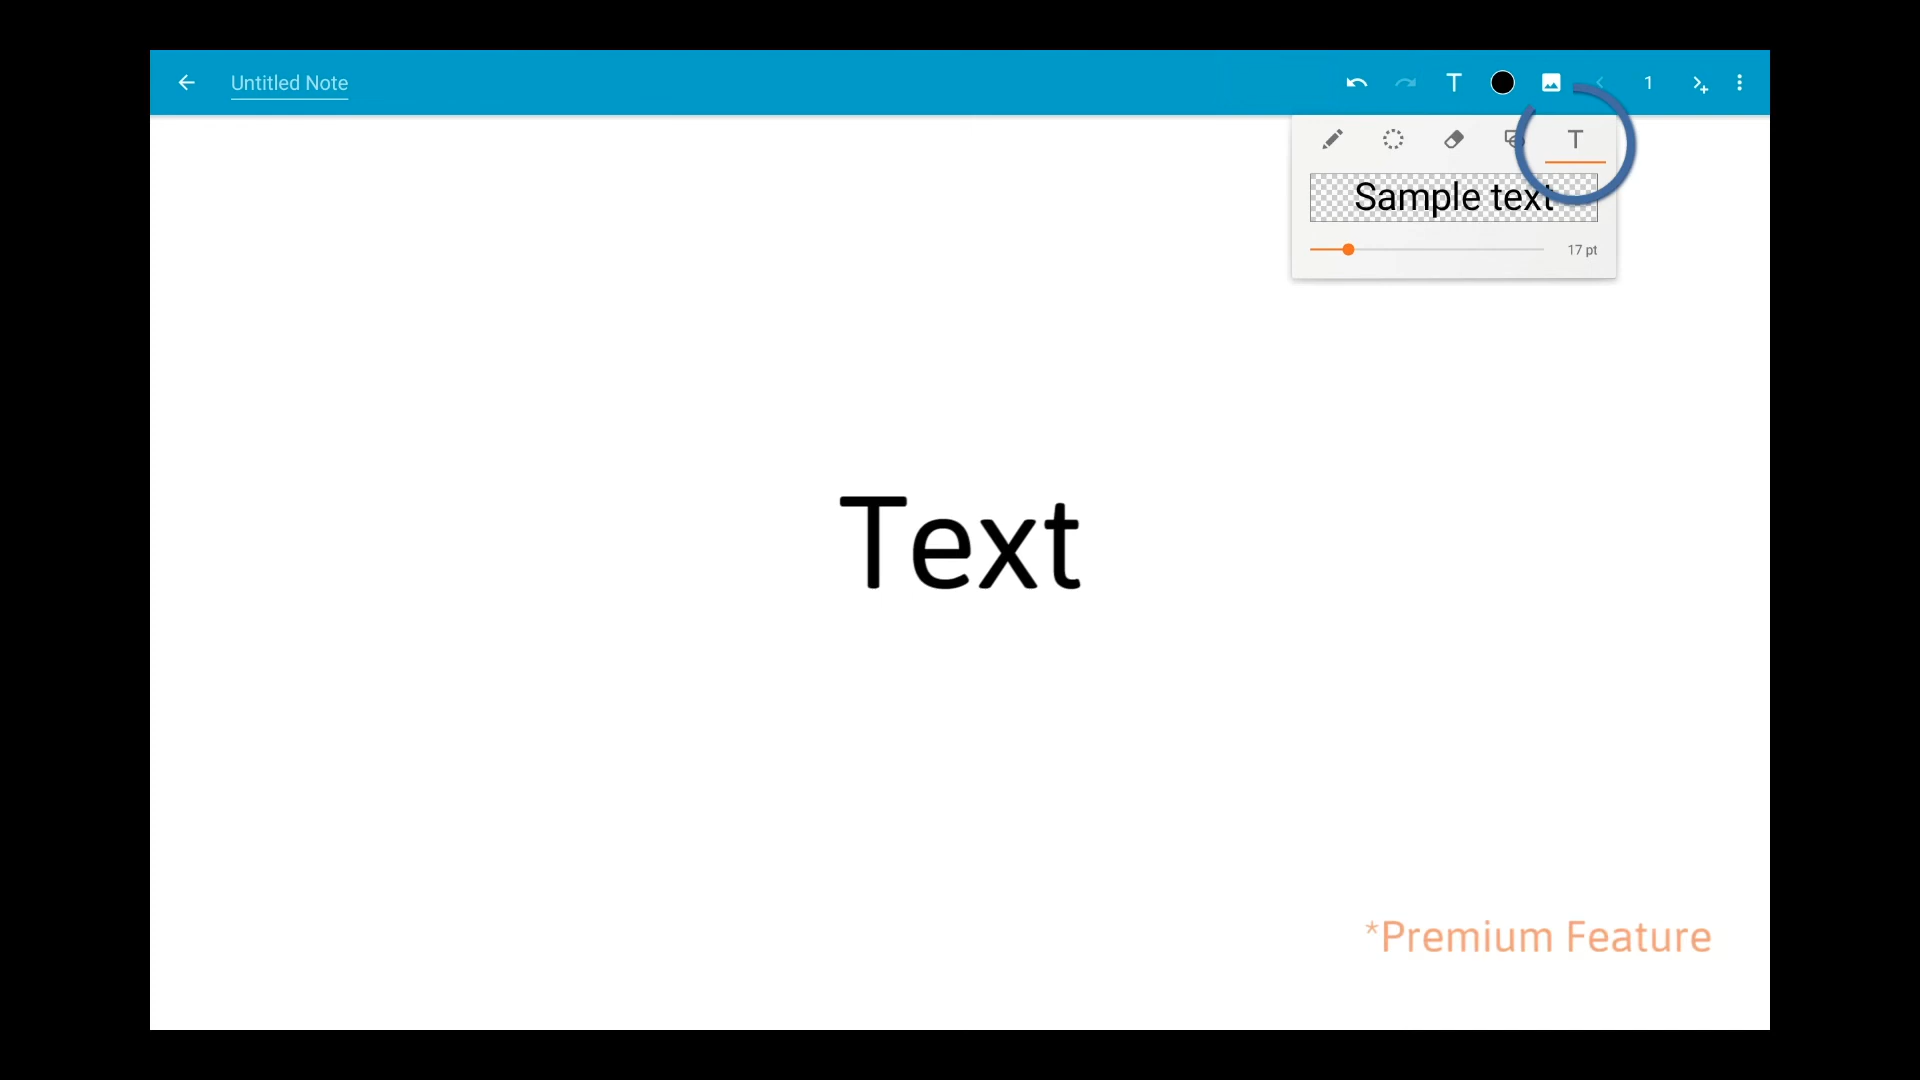 Untitled Note
T
1
T
Sample text
17 pt
Text
*Premium Feature